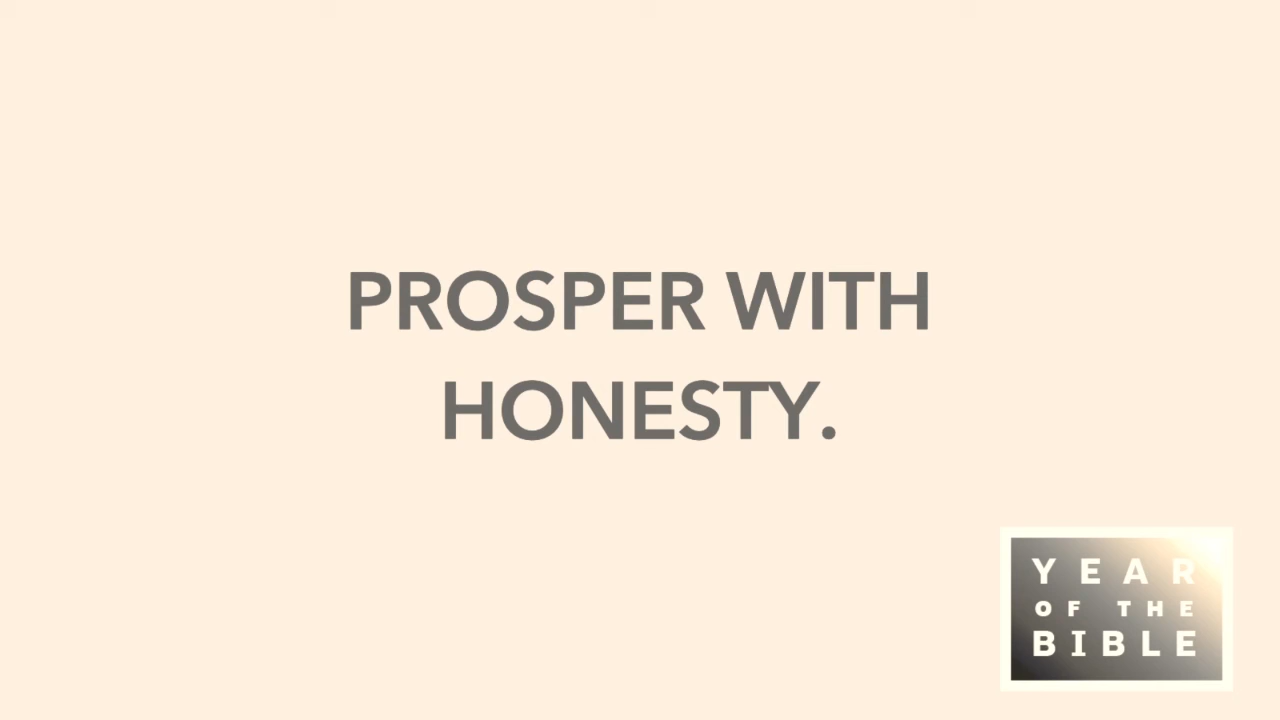 PROSPER WITH
HONESTY.
YEAR
OF THE
BIBLE